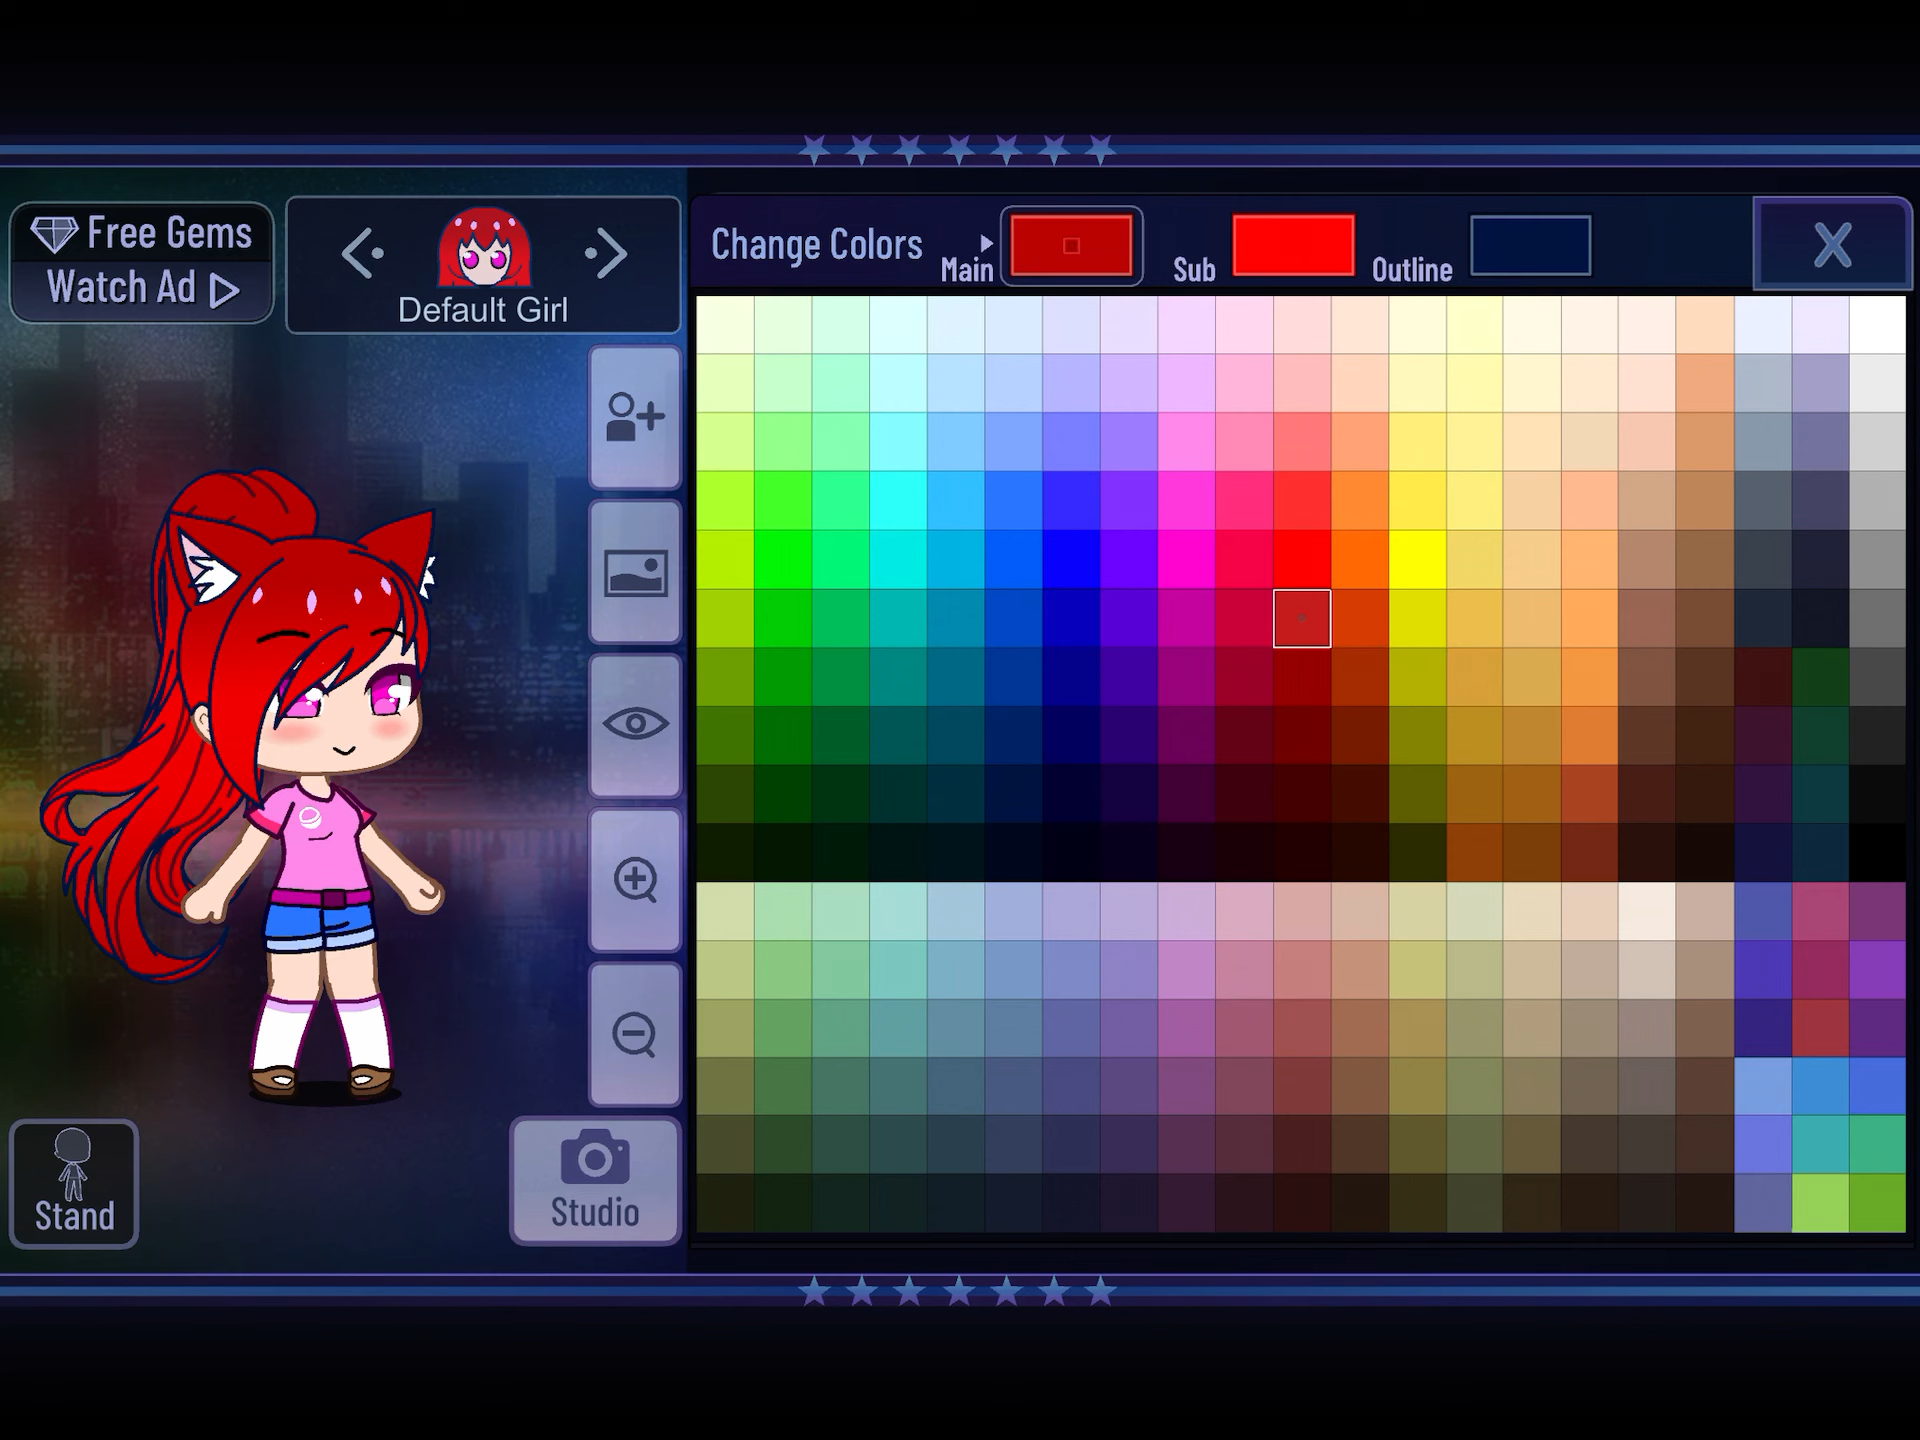 Free Gems
Watch Ad
Default Girl
Change Colors
Main
Sub
Outline
X
Stand
Studio